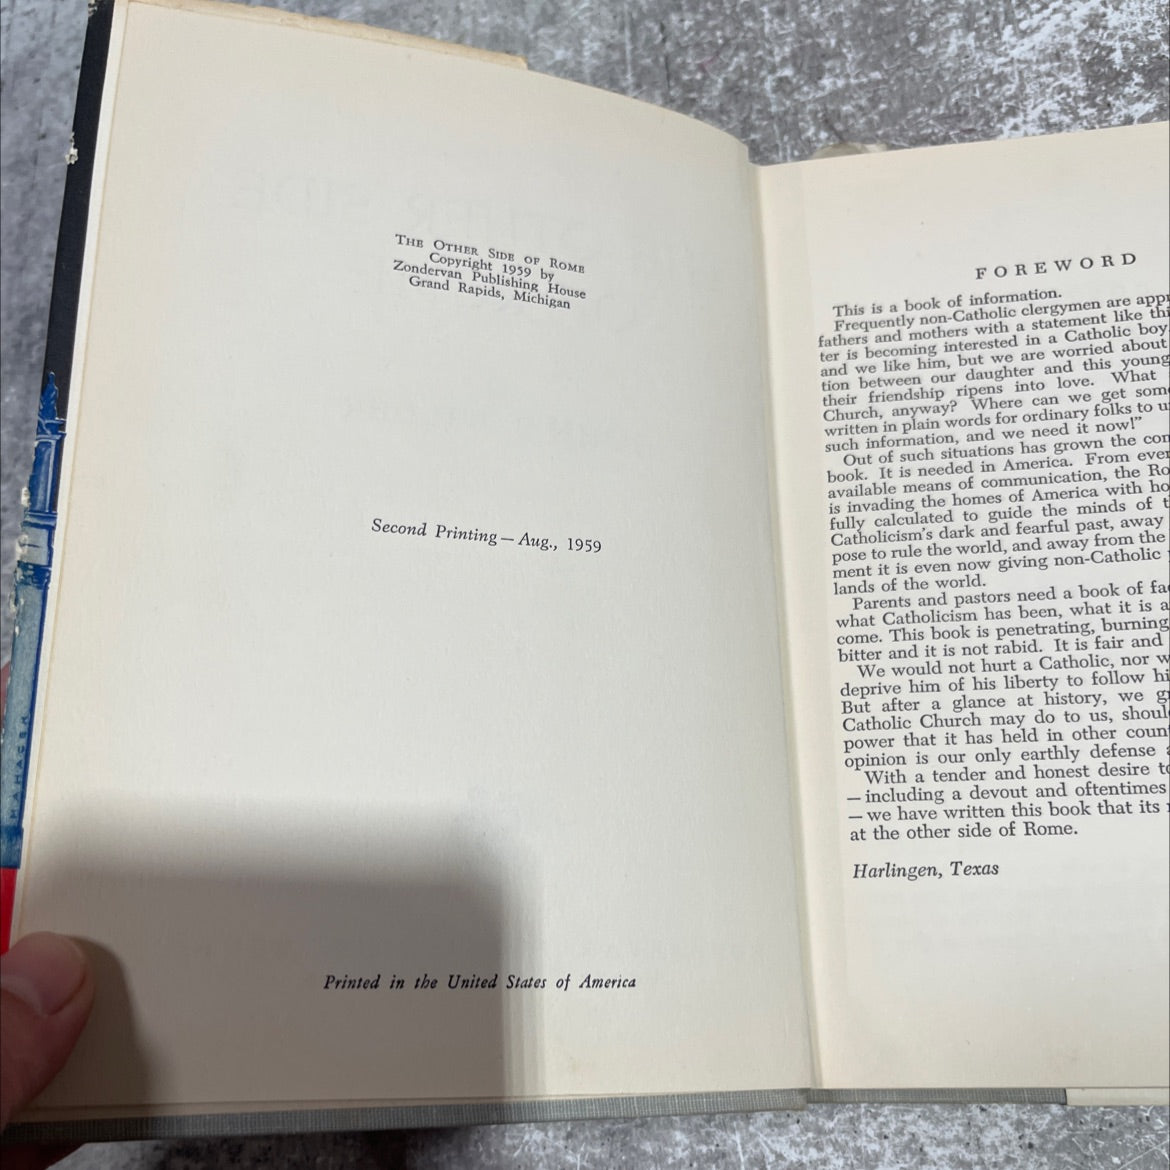 THE OTHER SIDE OF ROME
Copyright 1959 by
Zondervan Publishing House
Grand Rapids, Michigan
Second Printing — Aug., 1959
Printed in the United States of America
FOREWORD
This is a book of information.
Frequently non-Catholic clergymen are
fathers and mothers with a statement like
ter is becoming interested in a Catholic boy
and we like him, but we are worried about
tion between our daughter and this young
their friendship ripens into love. What
Church, anyway? Where can we get
written in plain words for ordinary folks to
such information, and we need it now!”
Out of such situations has grown the
book. It is needed in America. From
available means of communication, the
is invading the homes of America with
fully calculated to guide the minds of
Catholicism's dark and fearful past, away
pose to rule the world, and away from the
ment it is even now giving non-Catholic
lands of the world.
Parents and pastors need a book of
what Catholicism has been, what it is
come. This book is penetrating, burning
bitter and it is not rabid. It is fair and
We would not hurt a Catholic, nor
deprive him of his liberty to follow
But after a glance at history, we
Catholic Church may do to us,
power that it has held in other
opinion is our only earthly defense
With a tender and honest desire
— including a devout and oftentimes
— we have written this book that its
at the other side of Rome.
Harlingen, Texas